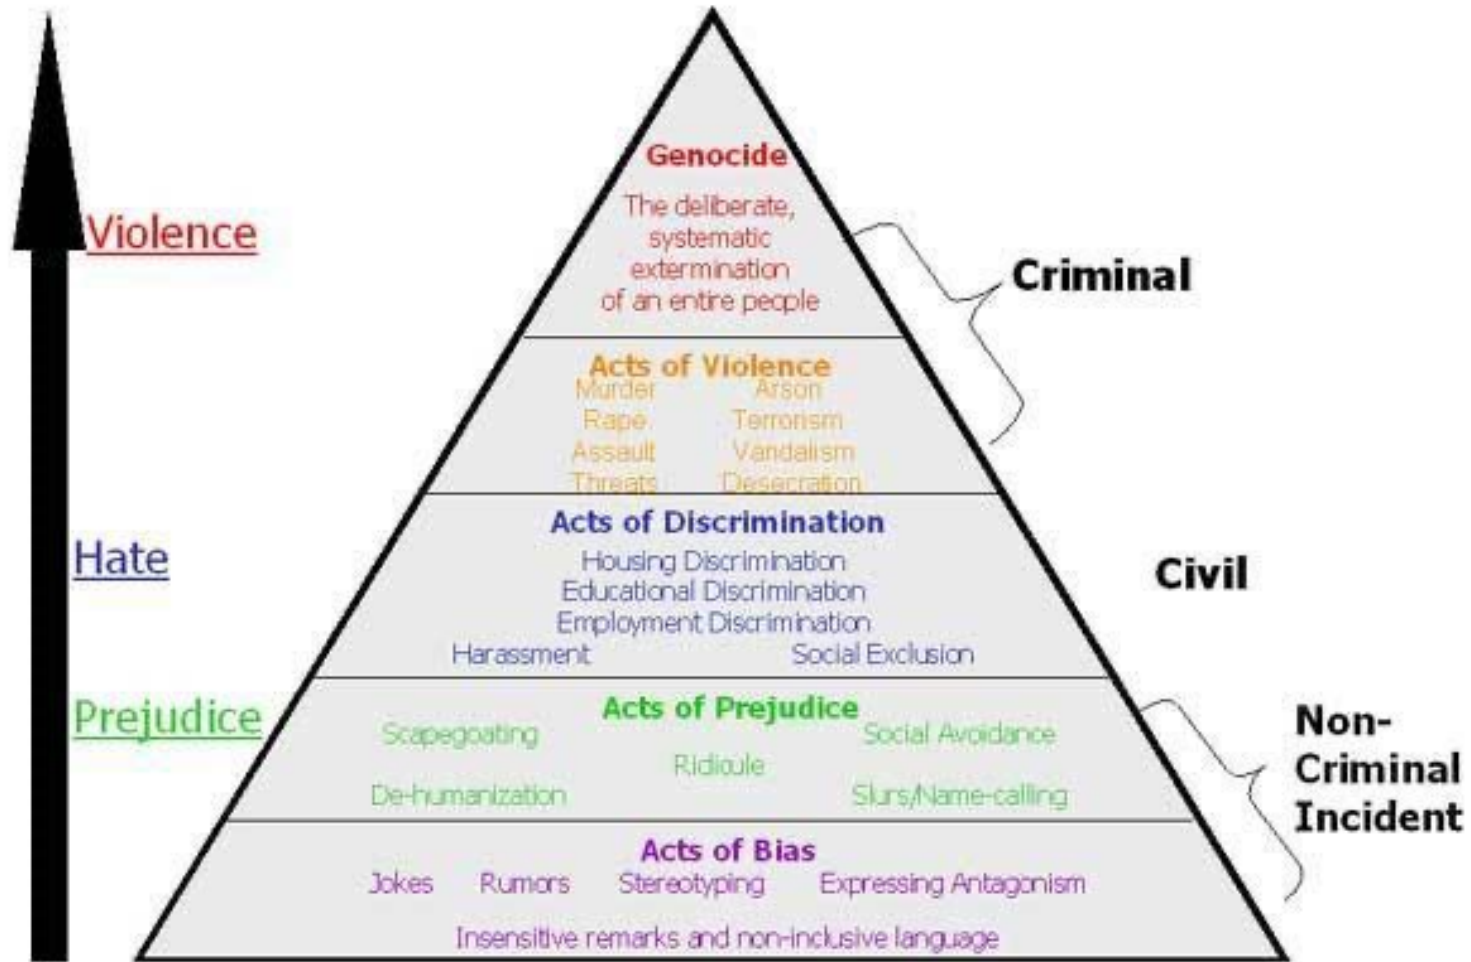 Genocide
The deliberate,
systematic
extermination
of an entire people
Violence
Criminal
Acts of Violence
Murder Arson
Rape Terrorism
Assault Vandalism
Threats Desecration
Acts of Discrimination
Housing Discrimination
Educational Discrimination
Employment Discrimination
Harassment Social Exclusion
Hate
Civil
Prejudice
Acts of Prejudice
Scapegoating Social Avoidance
Ridicule
De-humanization Slurs/Name-calling
Non-
Criminal
Incident
Acts of Bias
Jokes Rumors Stereotyping Expressing Antagonism
Insensitive remarks and non-inclusive language